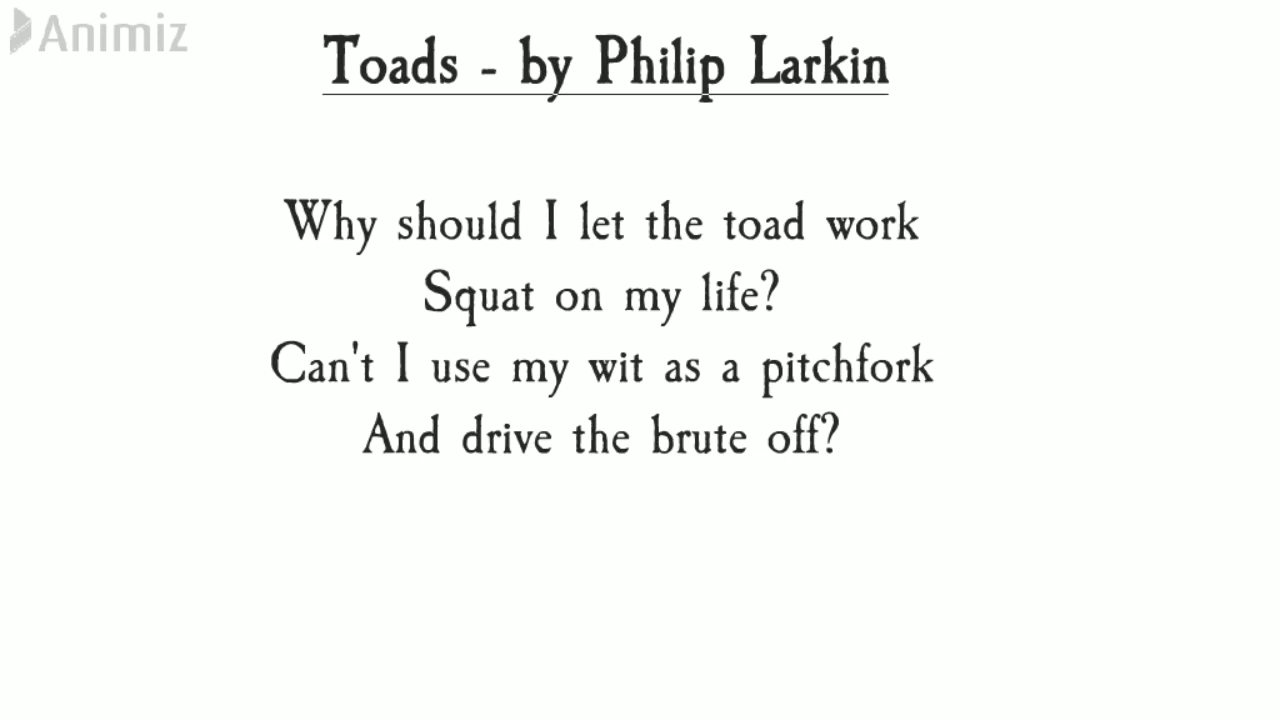 Animiz
Toads - by Philip Larkin
Why should I let the toad work
Squat on my life?
Can't I use my wit as a pitchfork
And drive the brute off?